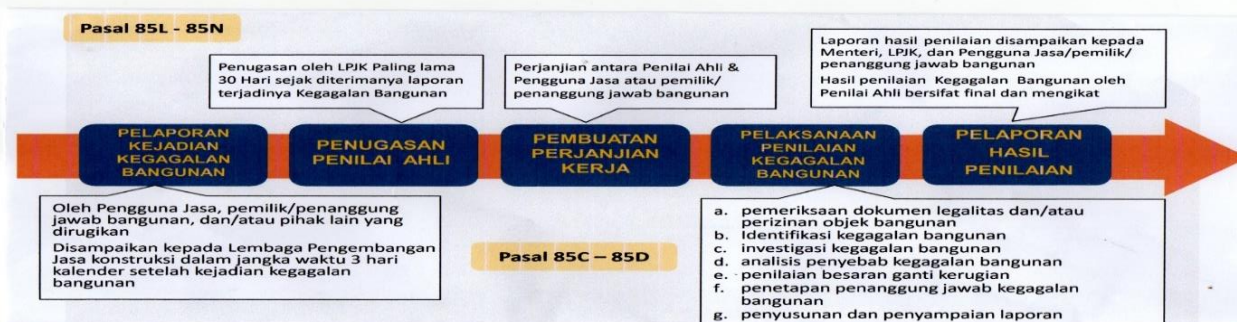 Pasal 85L - 85N
Penugasan oleh LPJK Paling lama
30 Hari sejak diterimanya laporan
terjadinya Kegagalan Bangunan
Perjanjian antara Penilai Ahli &
Pengguna Jasa atau pemilik/
penanggung jawab bangunan
Laporan hasil penilaian disampaikan kepada
Menteri, LPJK, dan Pengguna Jasa/pemilik/
penanggung jawab bangunan
Hasil penilaian Kegagalan Bangunan oleh
Penilai Ahli bersifat final dan mengikat
PELAPORAN
KEJADIAN
KEGAGALAN
BANGUNAN
PENUGASAN
PENILAI AHLI
PEMBUATAN
PERJANJIAN
KERJA
PELAKSANAAN
PENILAIAN
KEGAGALAN
BANGUNAN
PELAPORAN
HASIL
PENILAIAN
Oleh Pengguna Jasa, pemilik/penanggung
jawab bangunan, dan/atau pihak lain yang
dirugikan
Disampaikan kepada Lembaga Pengembangan
Jasa konstruksi dalam jangka waktu 3 hari
kalender setelah kejadian kegagalan
bangunan
Pasal 85C – 85D
a. pemeriksaan dokumen legalitas dan/atau
perizinan objek bangunan
b. Identifikasi kegagalan bangunan
c. investigasi kegagalan bangunan
d. analisis penyebab kegagalan bangunan
e. penilaian besaran ganti kerugian
f. penetapan penanggung jawab kegagalan
bangunan
g. penyusunan dan penyampaian laporan